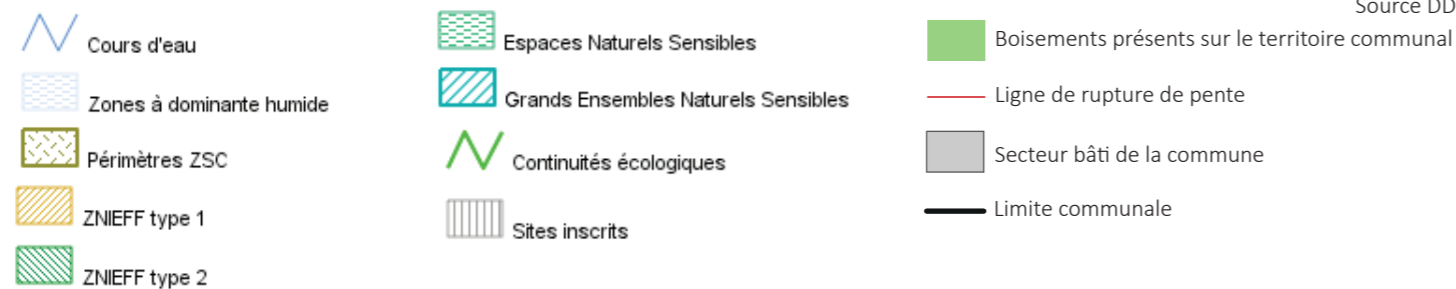 Source DD
Cours d'eau
Zones à dominante humide
Périmètres ZSC
ZNIEFF type 1
ZNIEFF type 2
Espaces Naturels Sensibles
Grands Ensembles Naturels Sensibles
Continuités écologiques
Sites inscrits
Boisements présents sur le territoire communal
Ligne de rupture de pente
Secteur bâti de la commune
Limite communale